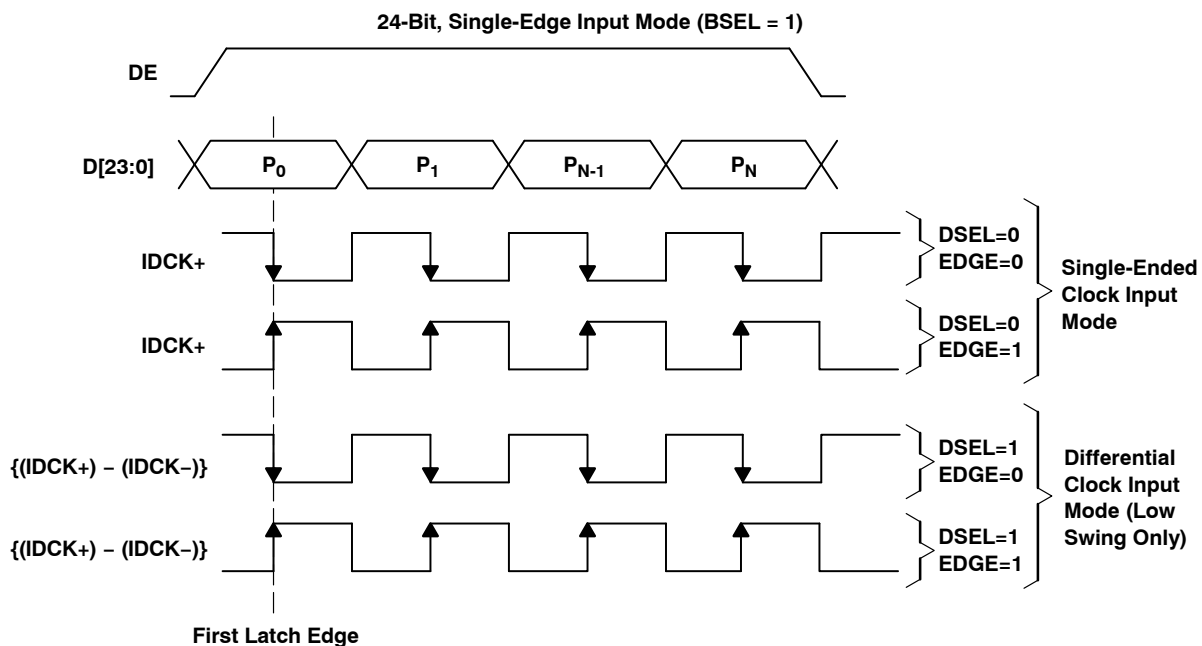 24-Bit, Single-Edge Input Mode (BSEL = 1)
DE
D[23:0]
P0
P1
PN-1
PN
IDCK+
DSEL=0
EDGE=0
IDCK+
DSEL=0
EDGE=1
Single-Ended
Clock Input
Mode
{(IDCK+) − (IDCK−)}
DSEL=1
EDGE=0
{(IDCK+) − (IDCK−)}
DSEL=1
EDGE=1
Differential
Clock Input
Mode (Low
Swing Only)
First Latch Edge